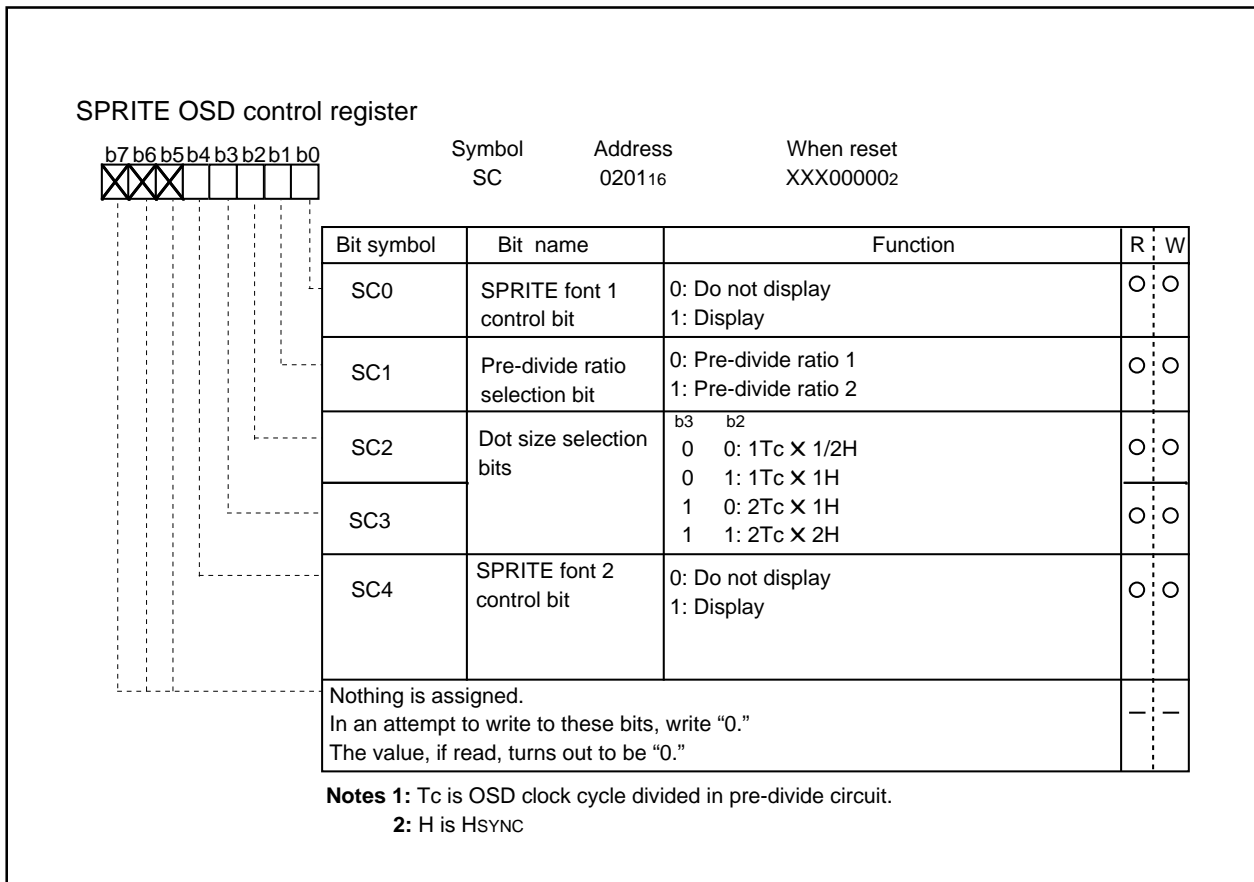 SPRITE OSD control register
b7 b6 b5 b4 b3 b2 b1 b0
Symbol Address When reset
SC 020116 XXX000002
Bit symbol Bit name Function R W
SC0 SPRITE font 1 control bit 0: Do not display
1: Display
SC1 Pre-divide ratio selection bit 0: Pre-divide ratio 1
1: Pre-divide ratio 2
SC2 Dot size selection bits b3 b2
0 0: 1Tc X 1/2H
0 1: 1Tc X 1H
SC3 1 0: 2Tc X 1H
1 1: 2Tc X 2H
SC4 SPRITE font 2 control bit 0: Do not display
1: Display
Nothing is assigned.
In an attempt to write to these bits, write “0.”
The value, if read, turns out to be “0.”
Notes 1: Tc is OSD clock cycle divided in pre-divide circuit.
2: H is HSYNC